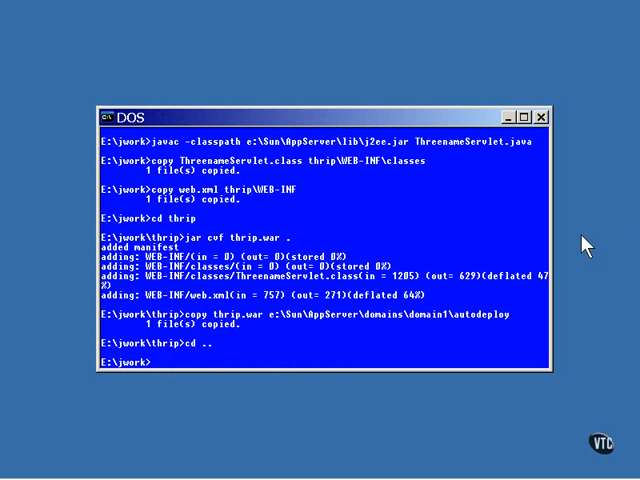 DOS
E:\jwork>javac -classpath e:\Sun\AppServer\lib\j2ee.jar ThreenameServlet.java
E:\jwork>copy ThreenameServlet.class thrip\WEB-INF\classes
1 file(s) copied.
E:\jwork>copy web.xml thrip\WEB-INF
1 file(s) copied.
E:\jwork>cd thrip
E:\jwork\thrip>jar cvf thrip.war .
added manifest
adding: WEB-INF/(in = 0) (out= 0)(stored 0%)
adding: WEB-INF/classes/(in = 0) (out= 0)(stored 0%)
adding: WEB-INF/classes/ThreenameServlet.class(in = 1205) (out= 629)(deflated 47
%)
adding: WEB-INF/web.xml(in = 757) (out= 271)(deflated 64%)
E:\jwork\thrip>copy thrip.war e:\Sun\AppServer\domains\domain1\autodeploy
1 file(s) copied.
E:\jwork\thrip>cd ..
E:\jwork>
VTC